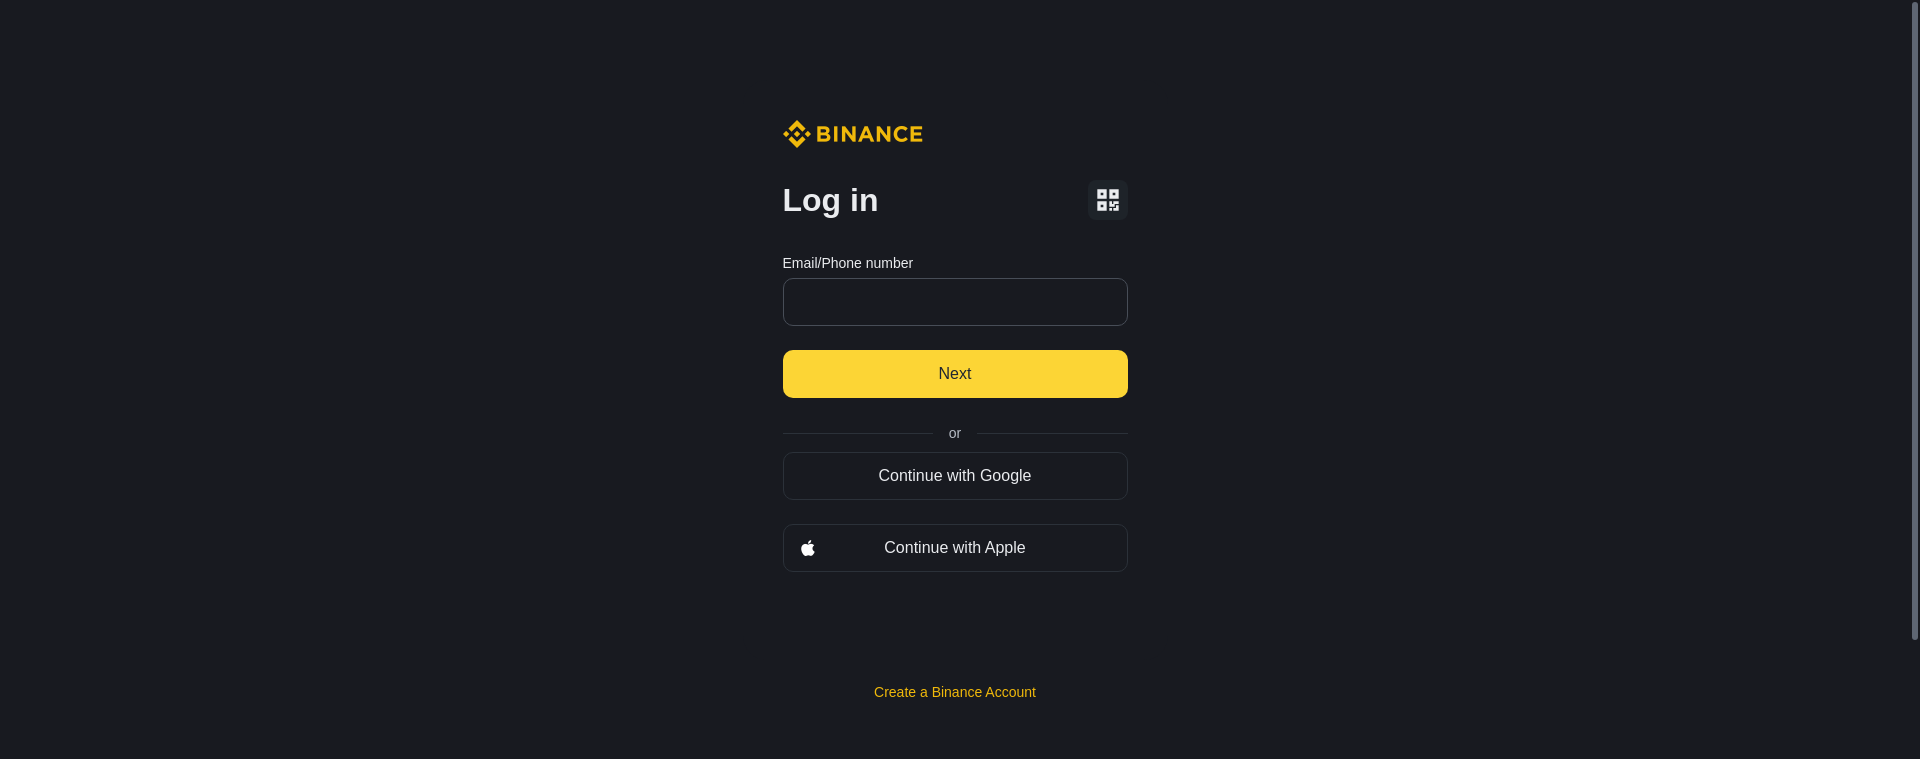 BINANCE
Log in
Email/Phone number
Next
or
Continue with Google
Continue with Apple
Create a Binance Account